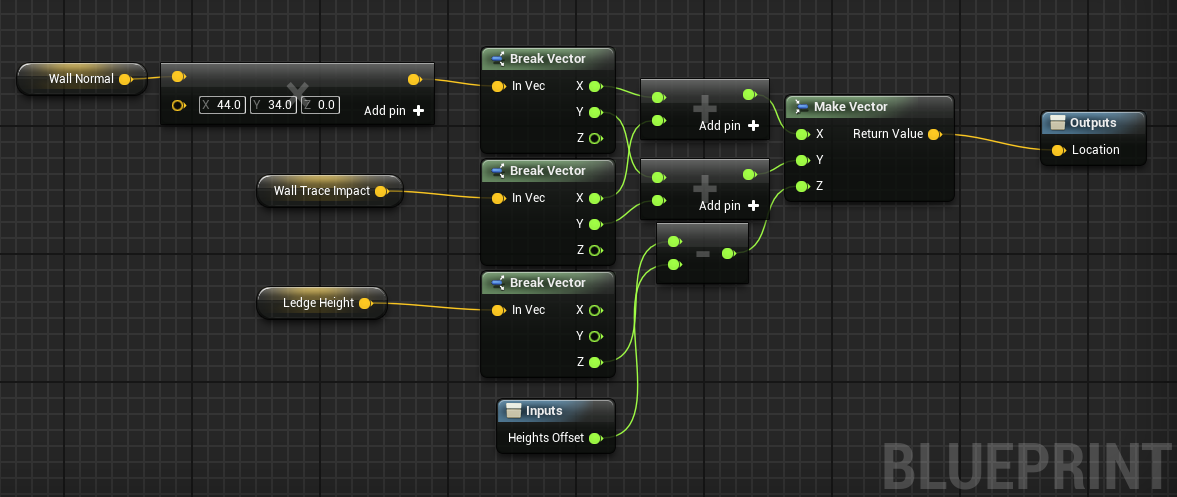 Wall Normal
X 44.0 Y 34.0 Z 0.0
Add pin
Break Vector
In Vec
X
Y
Z
Wall Trace Impact
Break Vector
In Vec
X
Y
Z
Ledge Height
Break Vector
In Vec
X
Y
Z
Inputs
Heights Offset
Add pin
Add pin
Make Vector
X
Return Value
Y
Z
Outputs
Location
BLUEPRINT